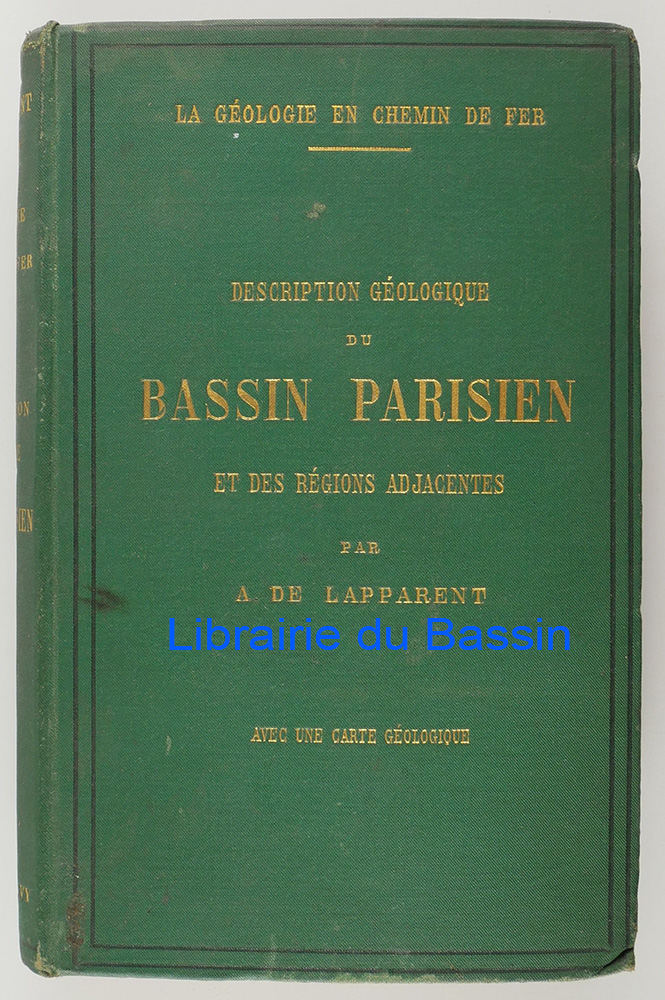 LA GÉOLOGIE EN CHEMIN DE FER
DESCRIPTION GÉOLOGIQUE
DU
BASSIN PARISIEN
ET DES RÉGIONS ADJACENTES
PAR
A. DE LAPPARENT
Librairie du Bassin
AVEC UNE CARTE GÉOLOGIQUE